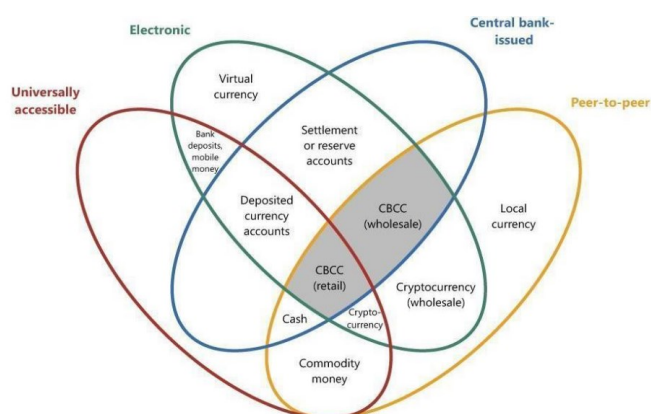 Electronic
Central bank-
issued
Universally
accessible
Peer-to-peer
Virtual
currency
Bank
deposits,
mobile
money
Settlement
or reserve
accounts
Deposited
currency
accounts
CBCC
(wholesale)
Local
currency
CBCC
(retail)
Cryptocurrency
(wholesale)
Cash
Crypto-
currency
Commodity
money